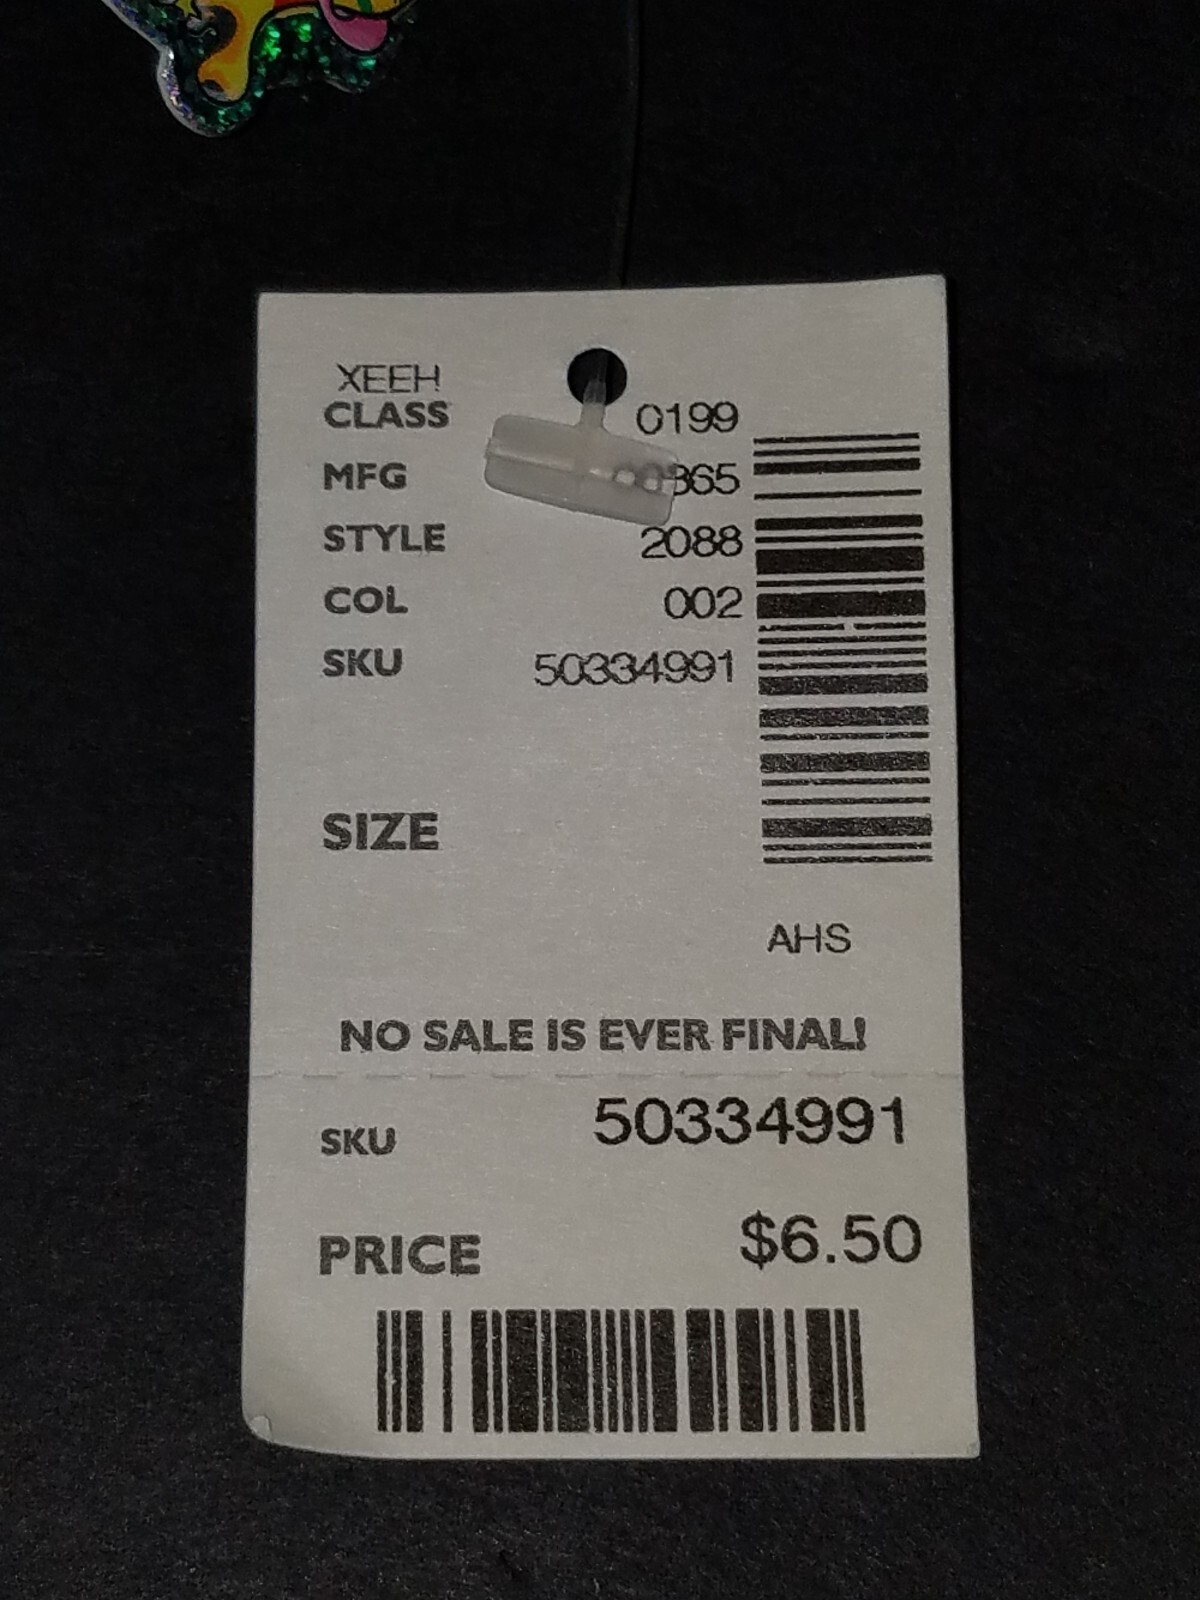 XEEH
CLASS 0199
MFG 00865
STYLE 2088
COL 002
SKU 50334991
SIZE
AHS
NO SALE IS EVER FINAL!
SKU 50334991
PRICE $6.50